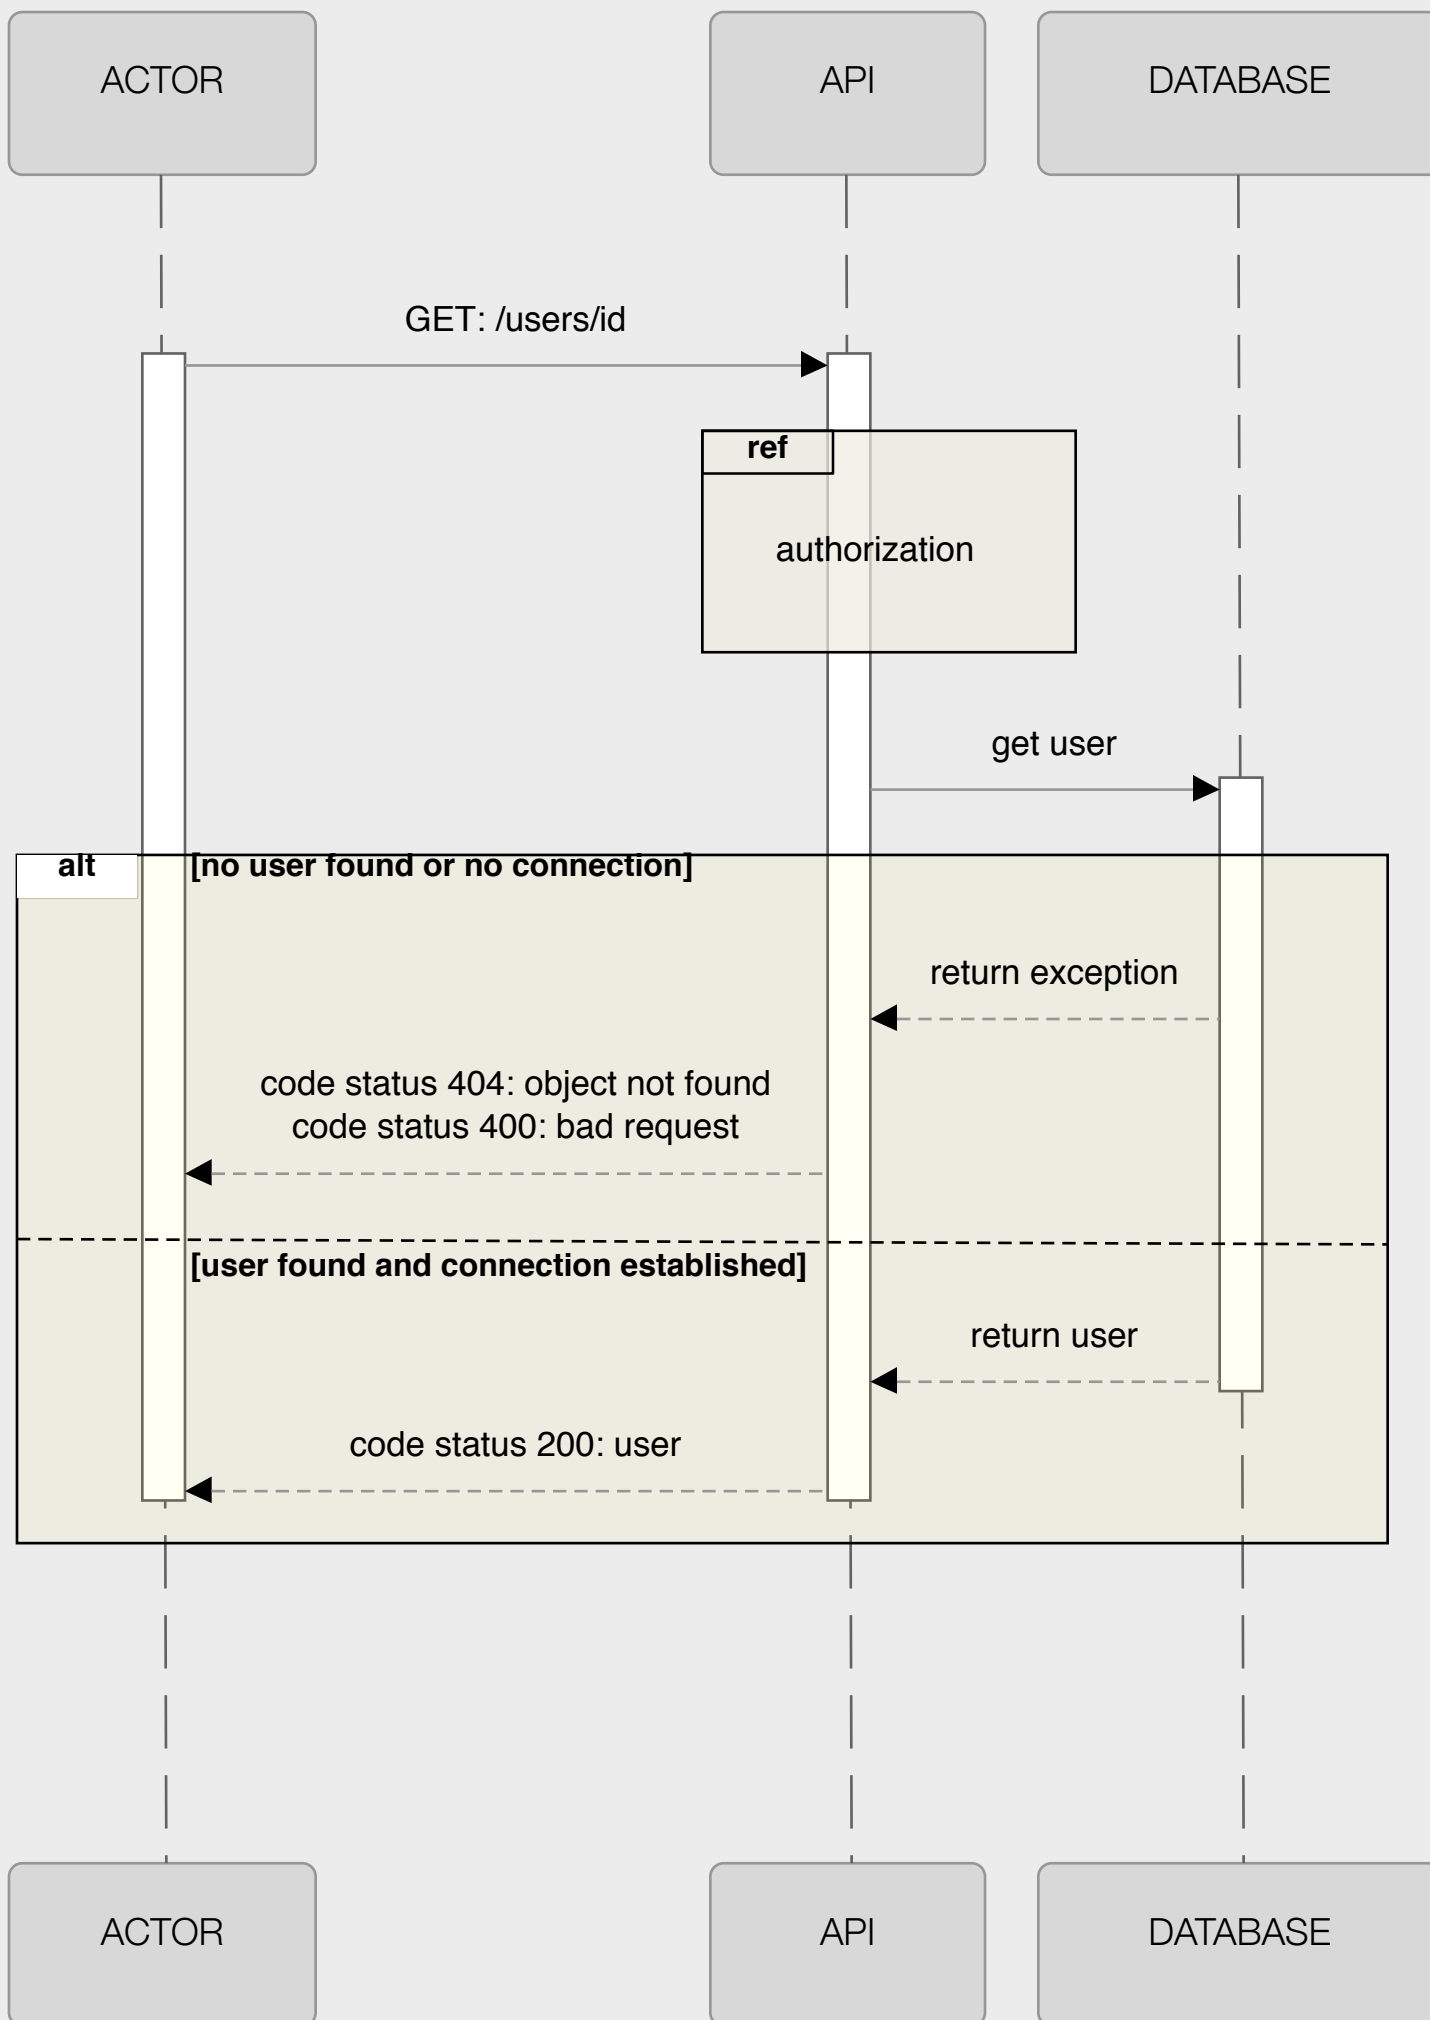 ACTOR
API
DATABASE
GET: /users/id
ref
authorization
get user
alt
[no user found or no connection]
return exception
code status 404: object not found
code status 400: bad request
[user found and connection established]
return user
code status 200: user
ACTOR
API
DATABASE